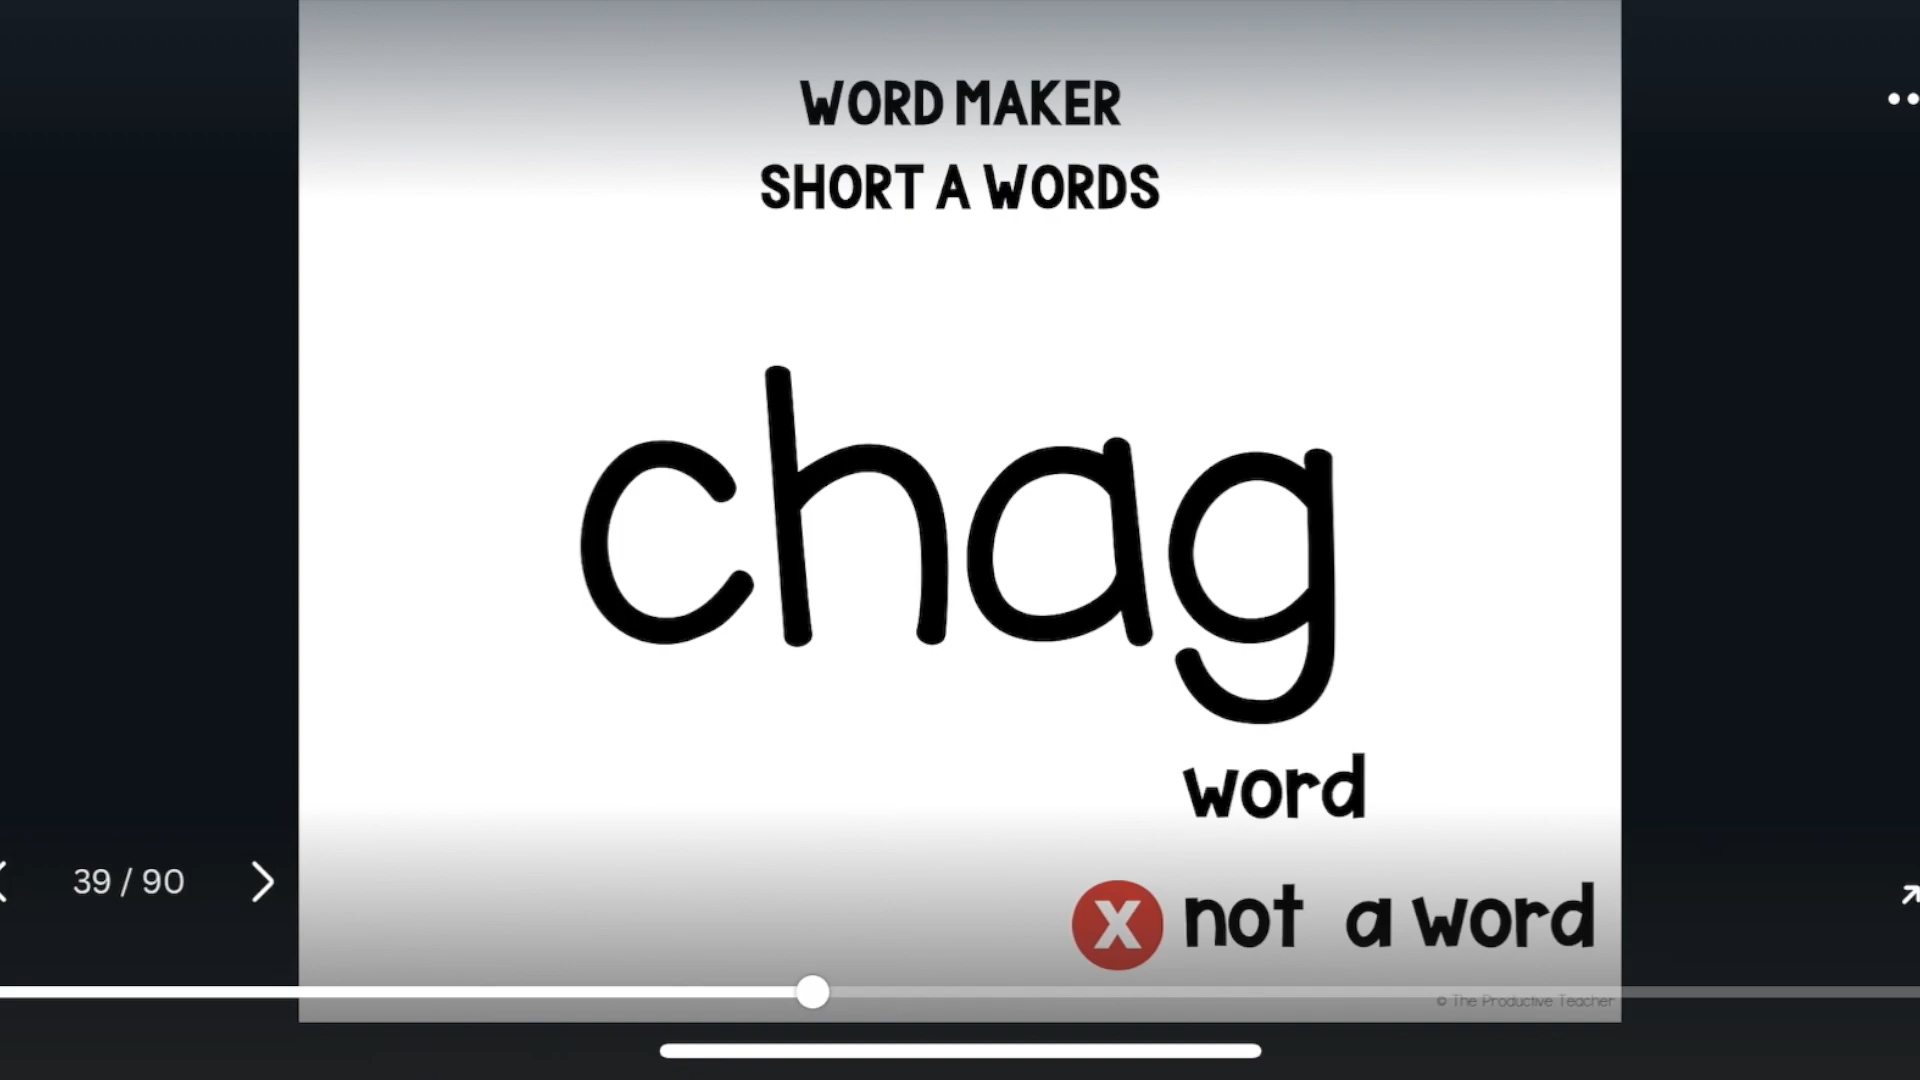 WORD MAKER
SHORT A WORDS
chag
word
39 / 90
X not a word
© The Productive Teacher